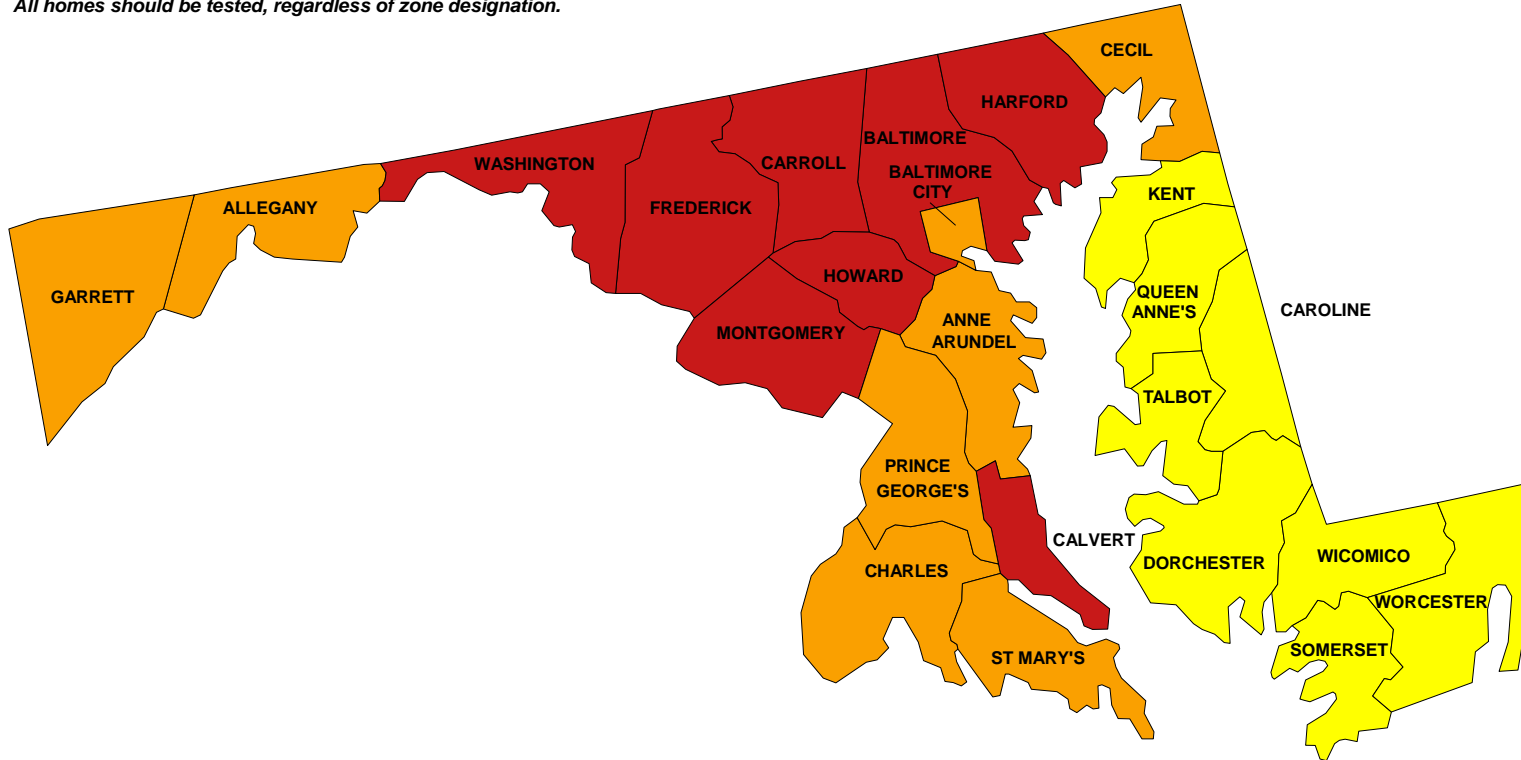 All homes should be tested, regardless of zone designation.
CECIL
HARFORD
BALTIMORE
CARROLL
WASHINGTON
BALTIMORE
CITY
KENT
ALLEGANY
FREDERICK
HOWARD
QUEEN
ANNE'S
GARRETT
CAROLINE
ANNE
ARUNDEL
MONTGOMERY
TALBOT
PRINCE
GEORGE'S
CALVERT
WICOMICO
DORCHESTER
CHARLES
WORCESTER
SOMERSET
ST MARY'S